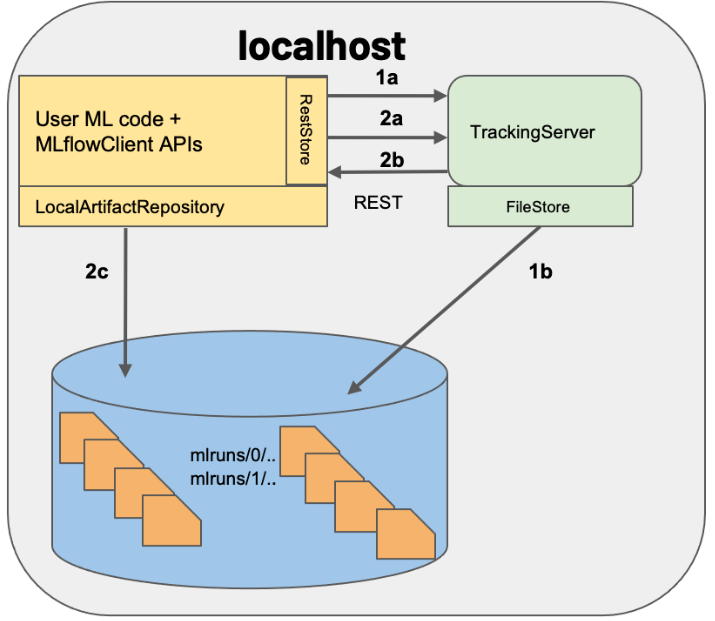 localhost
1a
User ML code +
MLflowClient APIs
RestStore
2a
TrackingServer
2b
LocalArtifactRepository
REST
FileStore
2c
1b
mlruns/0/..
mlruns/1/..